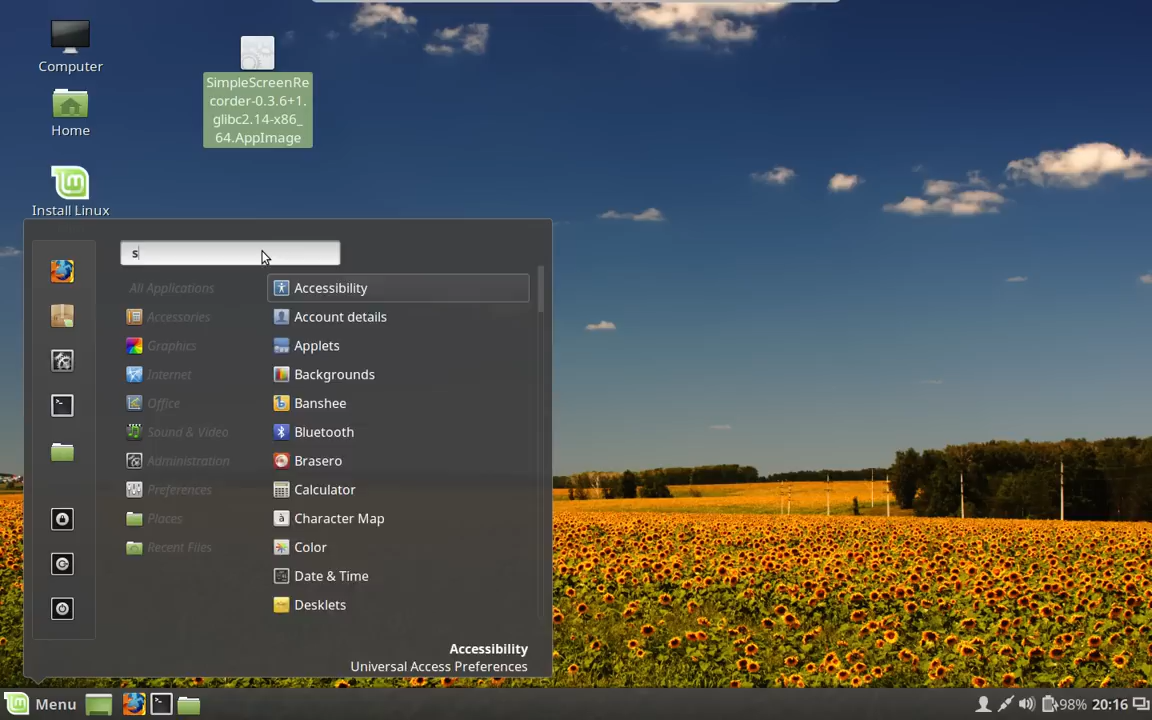 Computer
Home
Install Linux
SimpleScreenRe
corder-0.3.6+1.
glibc2.14-x86_
64.AppImage
s
All Applications
Accessories
Graphics
Internet
Office
Sound & Video
Administration
Preferences
Places
Recent Files
Accessibility
Account details
Applets
Backgrounds
Banshee
Bluetooth
Brasero
Calculator
Character Map
Color
Date & Time
Desklets
Accessibility
Universal Access Preferences
Menu
98% 20:16